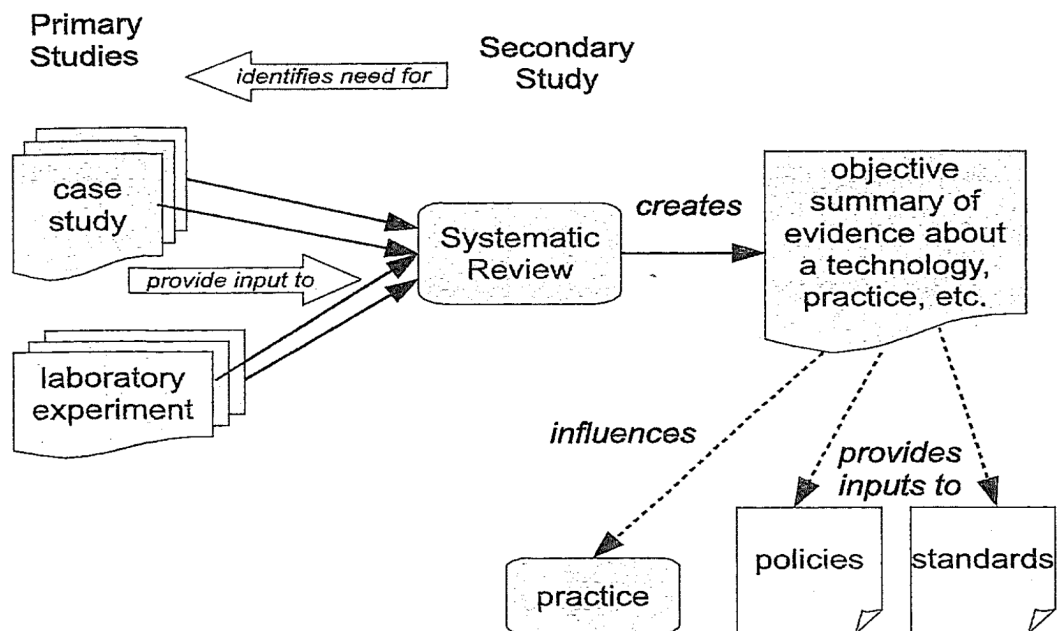 Primary
Studies
identifies need for
Secondary
Study
case
study
provide input to
laboratory
experiment
Systematic
Review
creates
objective
summary of
evidence about
a technology,
practice, etc.
influences
provides
inputs to
practice
policies
standards